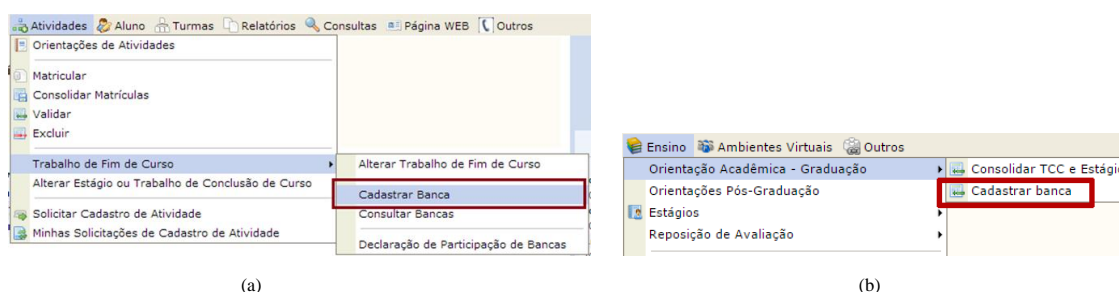 Atividades Aluno Turmas Relatórios Consultas Página WEB Outros
Orientações de Atividades
Matricular
Consolidar Matrículas
Validar
Excluir
Trabalho de Fim de Curso
Alterar Estágio ou Trabalho de Conclusão de Curso
Solicitar Cadastro de Atividade
Minhas Solicitações de Cadastro de Atividade
Alterar Trabalho de Fim de Curso
Cadastrar Banca
Consultar Bancas
Declaração de Participação de Bancas
(a)
Ensino Ambientes Virtuais Outros
Orientação Acadêmica - Graduação
Orientações Pós-Graduação
Estágios
Reposição de Avaliação
Consolidar TCC e Estági
Cadastrar banca
(b)